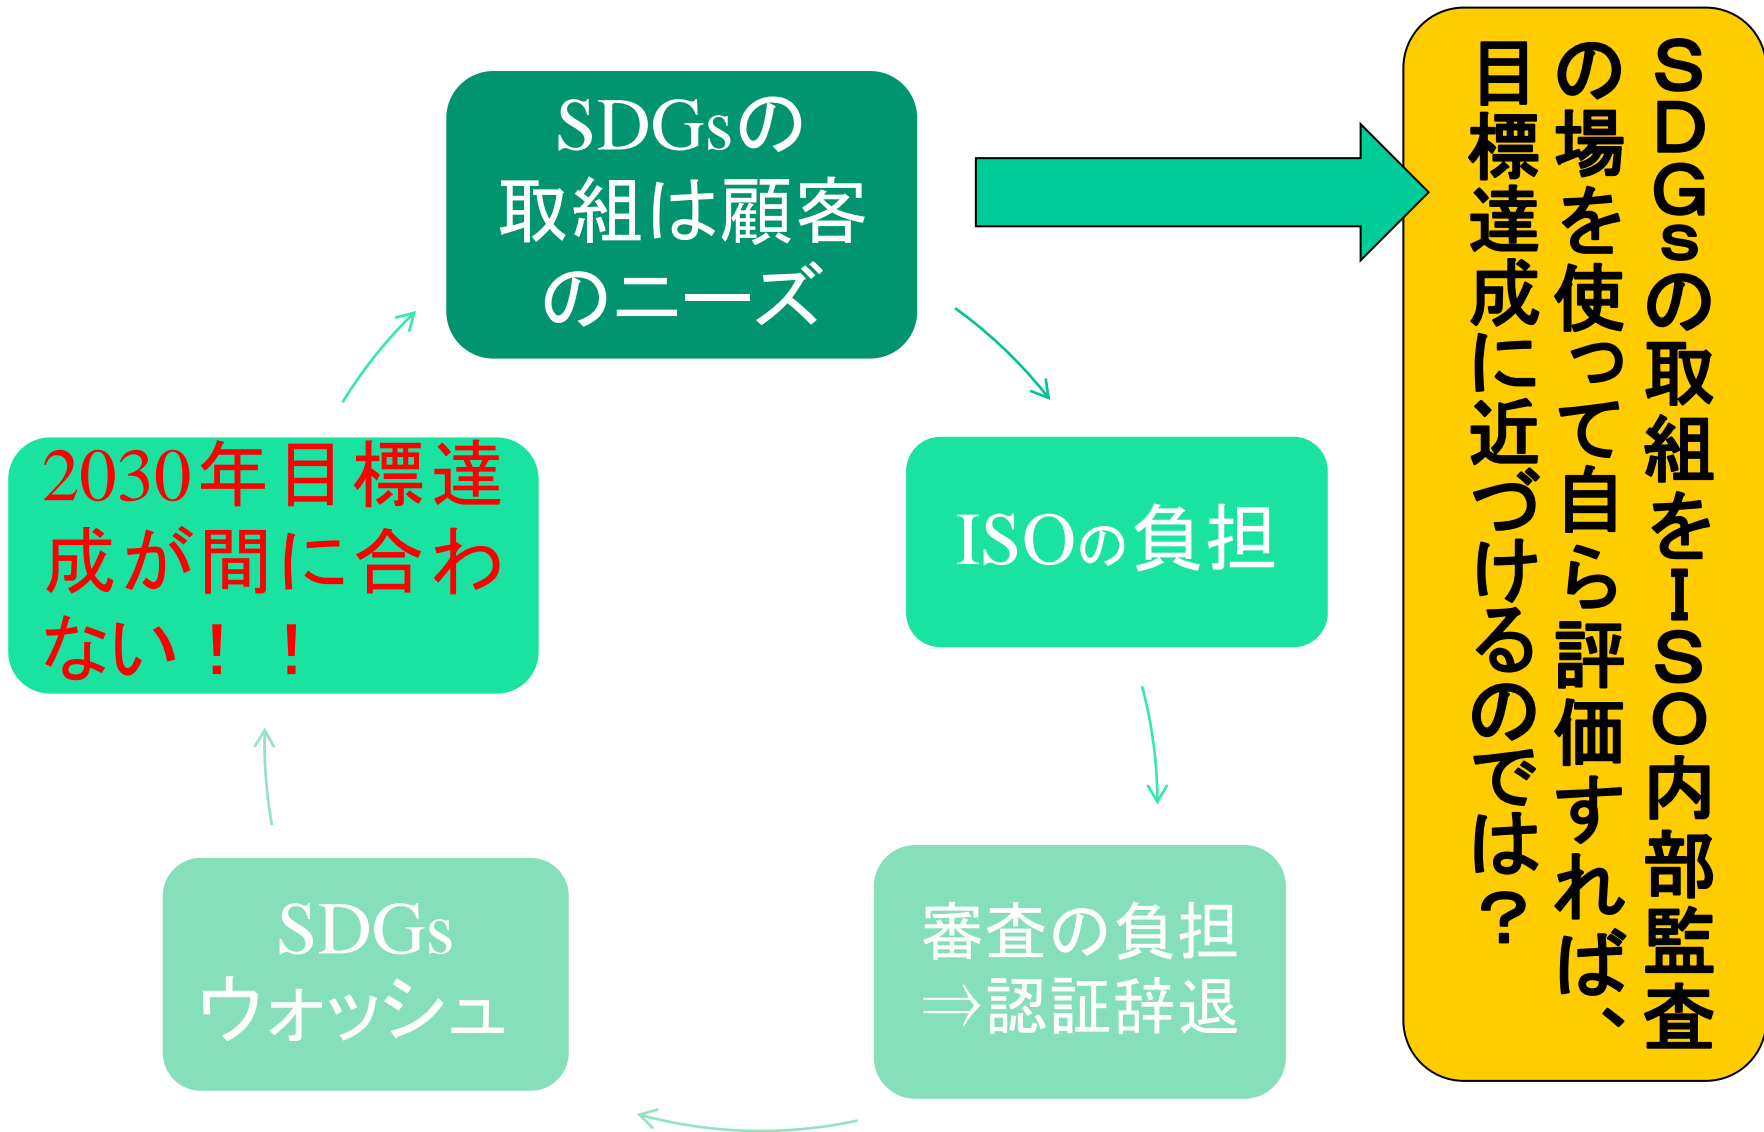 SDGsの
取組は顧客
のニーズ
ISOの負担
審査の負担
⇒認証辞退
SDGs
ウォッシュ
2030年目標達
成が間に合わ
ない！！
ＳＤＧｓの取組をＩＳＯ内部監査
の場を使って自ら評価すれば、
目標達成に近づけるのでは？